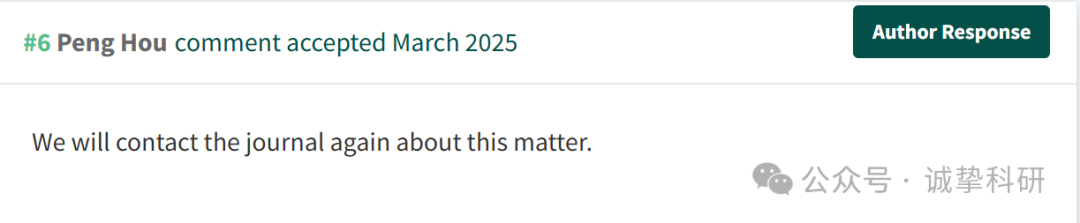 #6 Peng Hou comment accepted March 2025
Author Response
We will contact the journal again about this matter.
公众号 · 诚挚科研